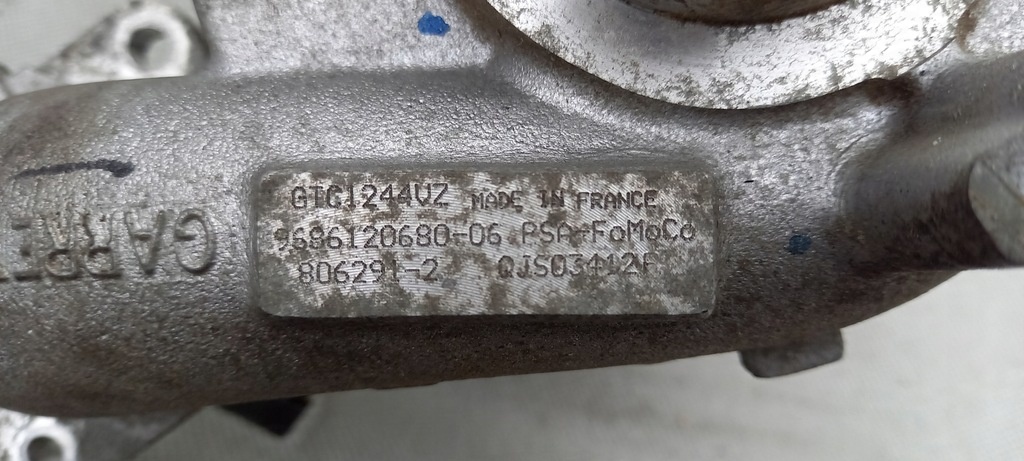 GTC1244VZ MADE IN FRANCE
9686120680-06 PSA-FoMoCo
806291-2 QJS03412F
GARRE